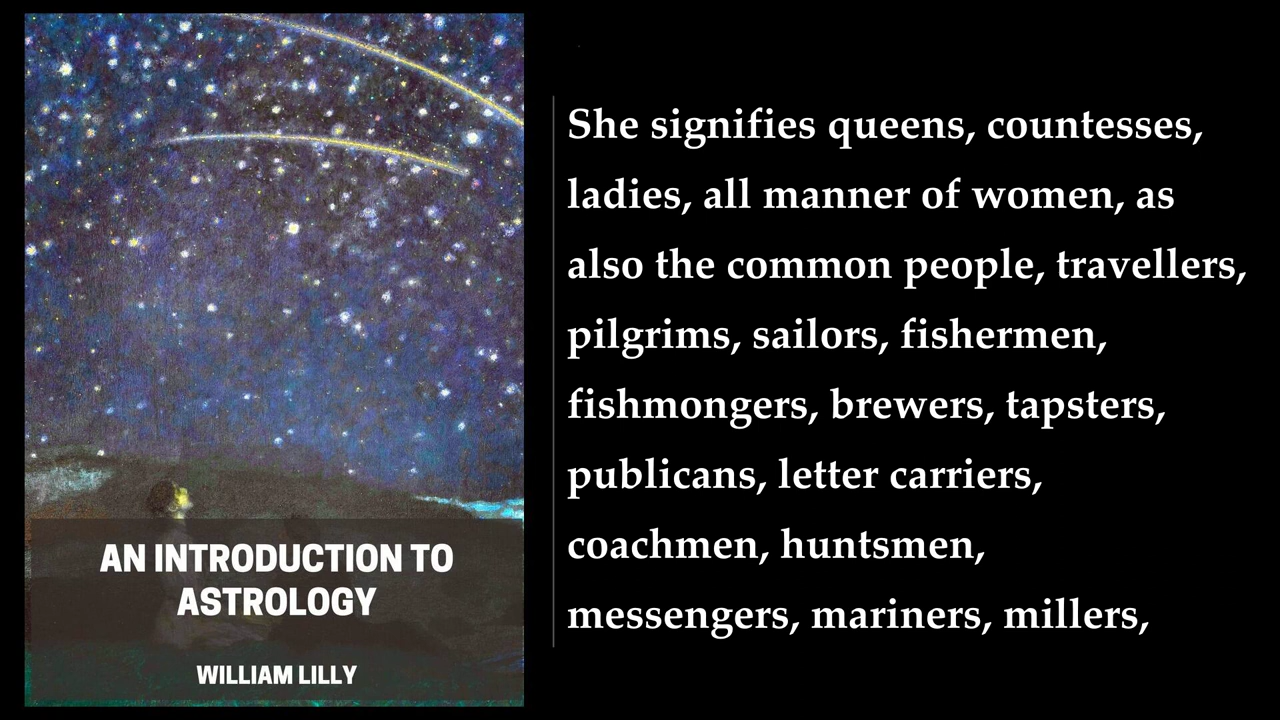 AN INTRODUCTION TO
ASTROLOGY
WILLIAM LILLY
She signifies queens, countesses,
ladies, all manner of women, as
also the common people, travellers,
pilgrims, sailors, fishermen,
fishmongers, brewers, tapsters,
publicans, letter carriers,
coachmen, huntsmen,
messengers, mariners, millers,